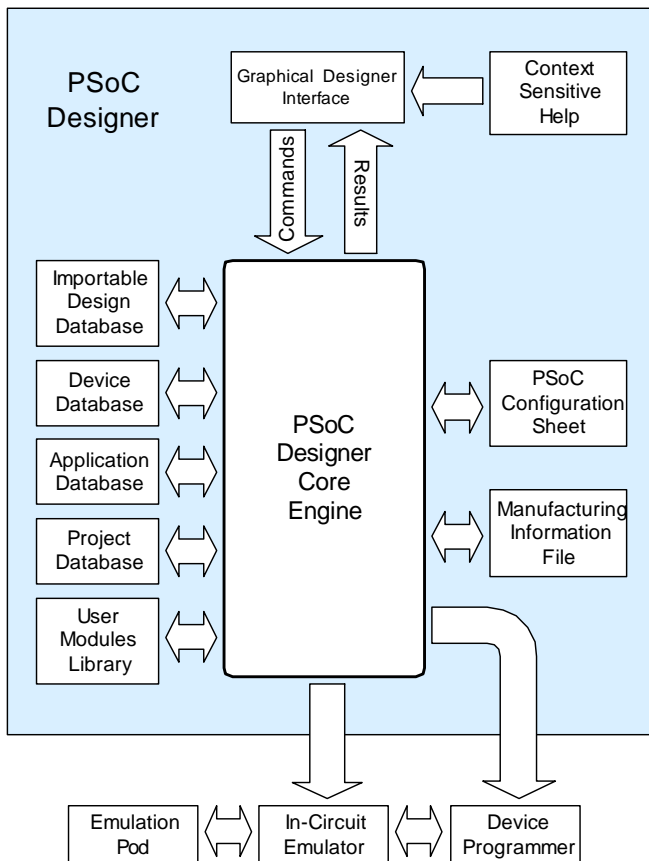 PSoC
Designer
Graphical Designer
Interface
Context
Sensitive
Help
Commands
Results
Importable
Design
Database
Device
Database
Application
Database
Project
Database
User
Modules
Library
PSoC
Designer
Core
Engine
PSoC
Configuration
Sheet
Manufacturing
Information
File
Emulation
Pod
In-Circuit
Emulator
Device
Programmer